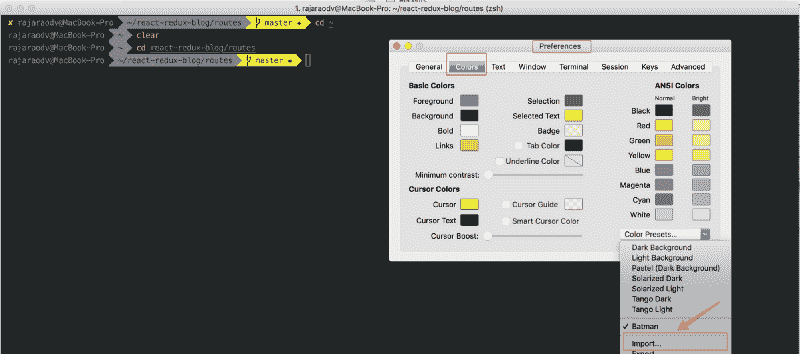 1. rajaraodv@MacBook-Pro: ~/react-redux-blog/routes (zsh)
✘ rajaraodv@MacBook-Pro ~/react-redux-blog/routes master ● cd ~
rajaraodv@MacBook-Pro ~ clear
rajaraodv@MacBook-Pro ~ cd react-redux-blog/routes
rajaraodv@MacBook-Pro ~/react-redux-blog/routes master ●
Preferences
General Colors Text Window Terminal Session Keys Advanced
Basic Colors
Foreground
Background
Bold
Links
Selection
Selected Text
Badge
Tab Color
Underline Color
Minimum contrast:
Cursor Colors
Cursor
Cursor Text
Cursor Guide
Smart Cursor Color
Cursor Boost:
ANSI Colors
Normal Bright
Black
Red
Green
Yellow
Blue
Magenta
Cyan
White
Color Presets...
Dark Background
Light Background
Pastel (Dark Background)
Solarized Dark
Solarized Light
Tango Dark
Tango Light
✓ Batman
Import...